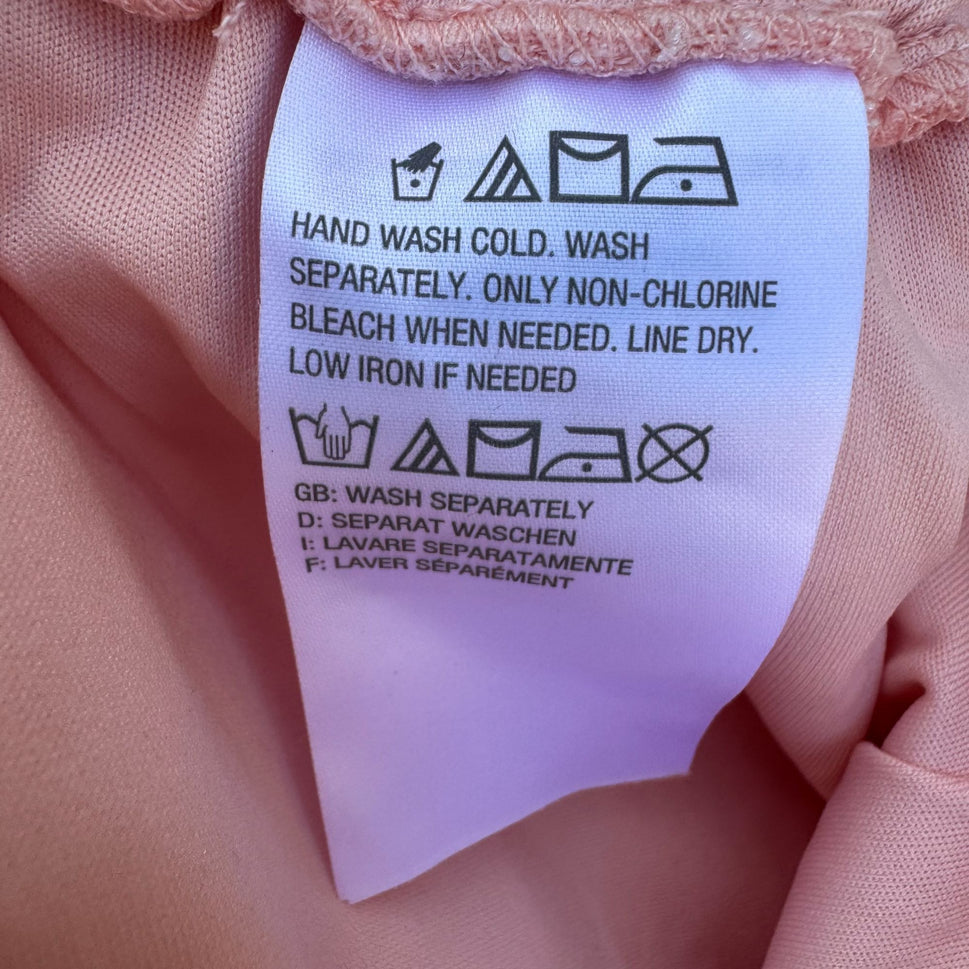 HAND WASH COLD. WASH
SEPARATELY. ONLY NON-CHLORINE
BLEACH WHEN NEEDED. LINE DRY.
LOW IRON IF NEEDED
GB: WASH SEPARATELY
D: SEPARAT WASCHEN
I: LAVARE SEPARATAMENTE
F: LAVER SÉPARÉMENT